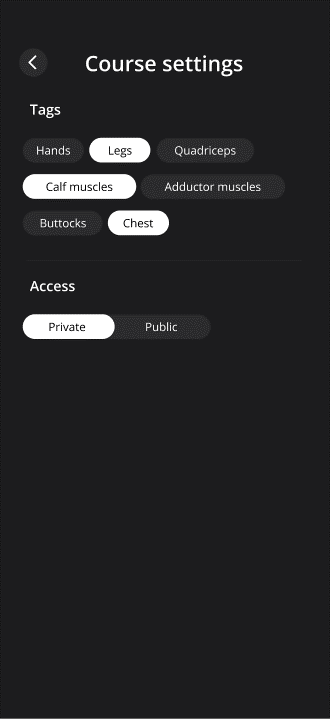 Course settings
Tags
Hands Legs Quadriceps
Calf muscles Adductor muscles
Buttocks Chest
Access
Private Public